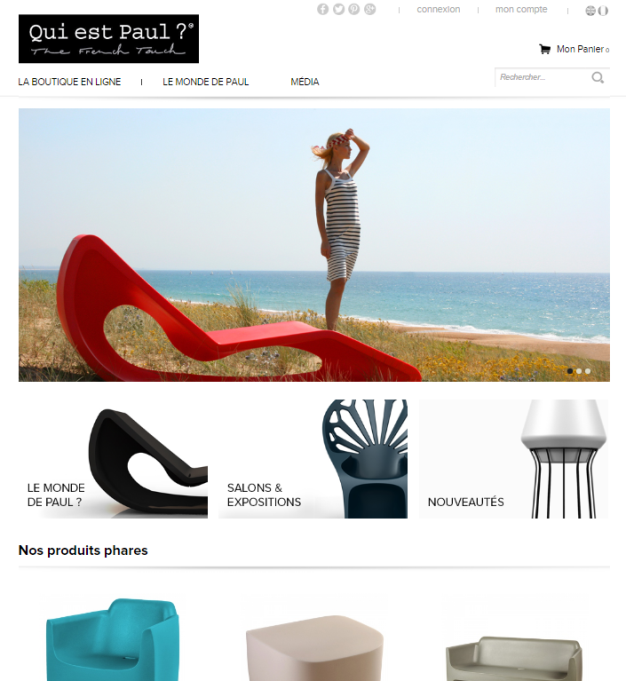 connexion
mon compte
Qui est Paul ?®
The French Touch
Mon Panier 0
LA BOUTIQUE EN LIGNE
LE MONDE DE PAUL
MÉDIA
Rechercher...
LE MONDE
DE PAUL ?
SALONS &
EXPOSITIONS
NOUVEAUTÉS
Nos produits phares